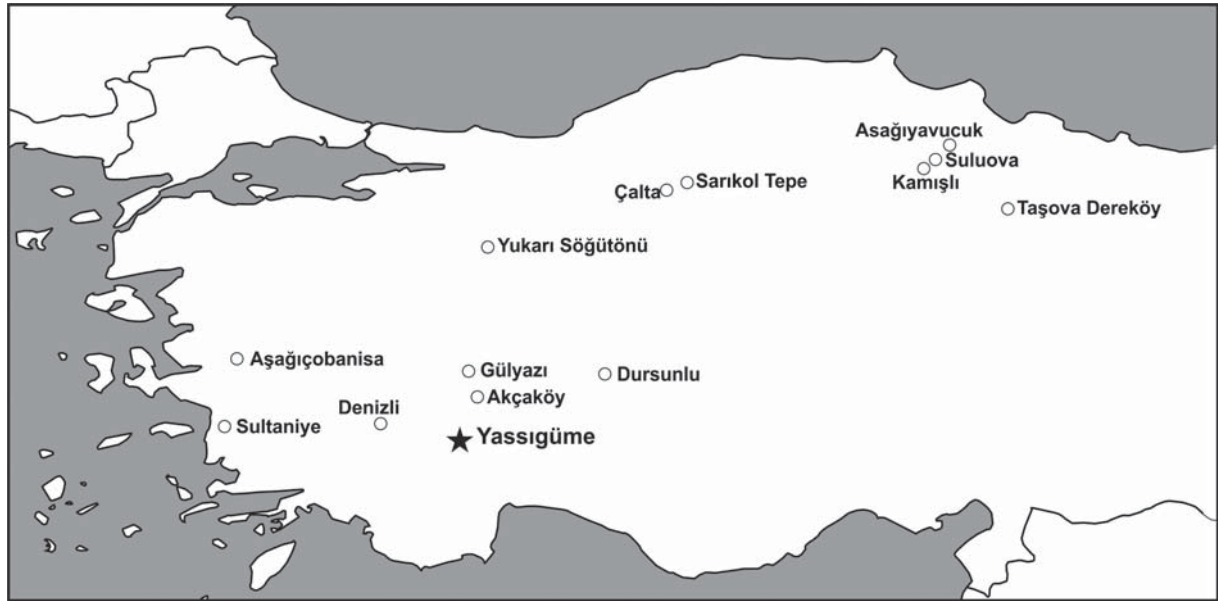 Asağıyavucuk
Suluova
Kamışlı
Çalta
Sarıkol Tepe
Taşova Dereköy
Yukarı Söğütönü
Aşağıçobanisa
Gülyazı
Dursunlu
Akçaköy
Denizli
Sultaniye
Yassıgüme